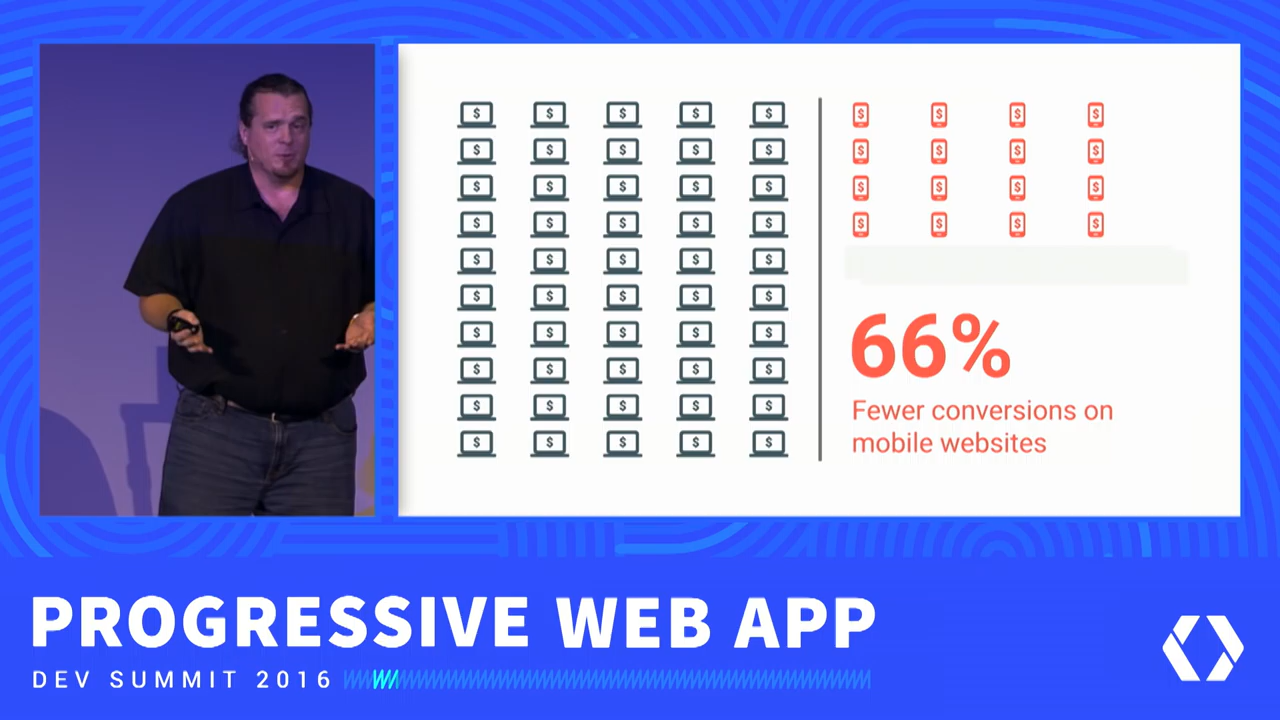 66%
Fewer conversions on
mobile websites
PROGRESSIVE WEB APP
DEV SUMMIT 2016